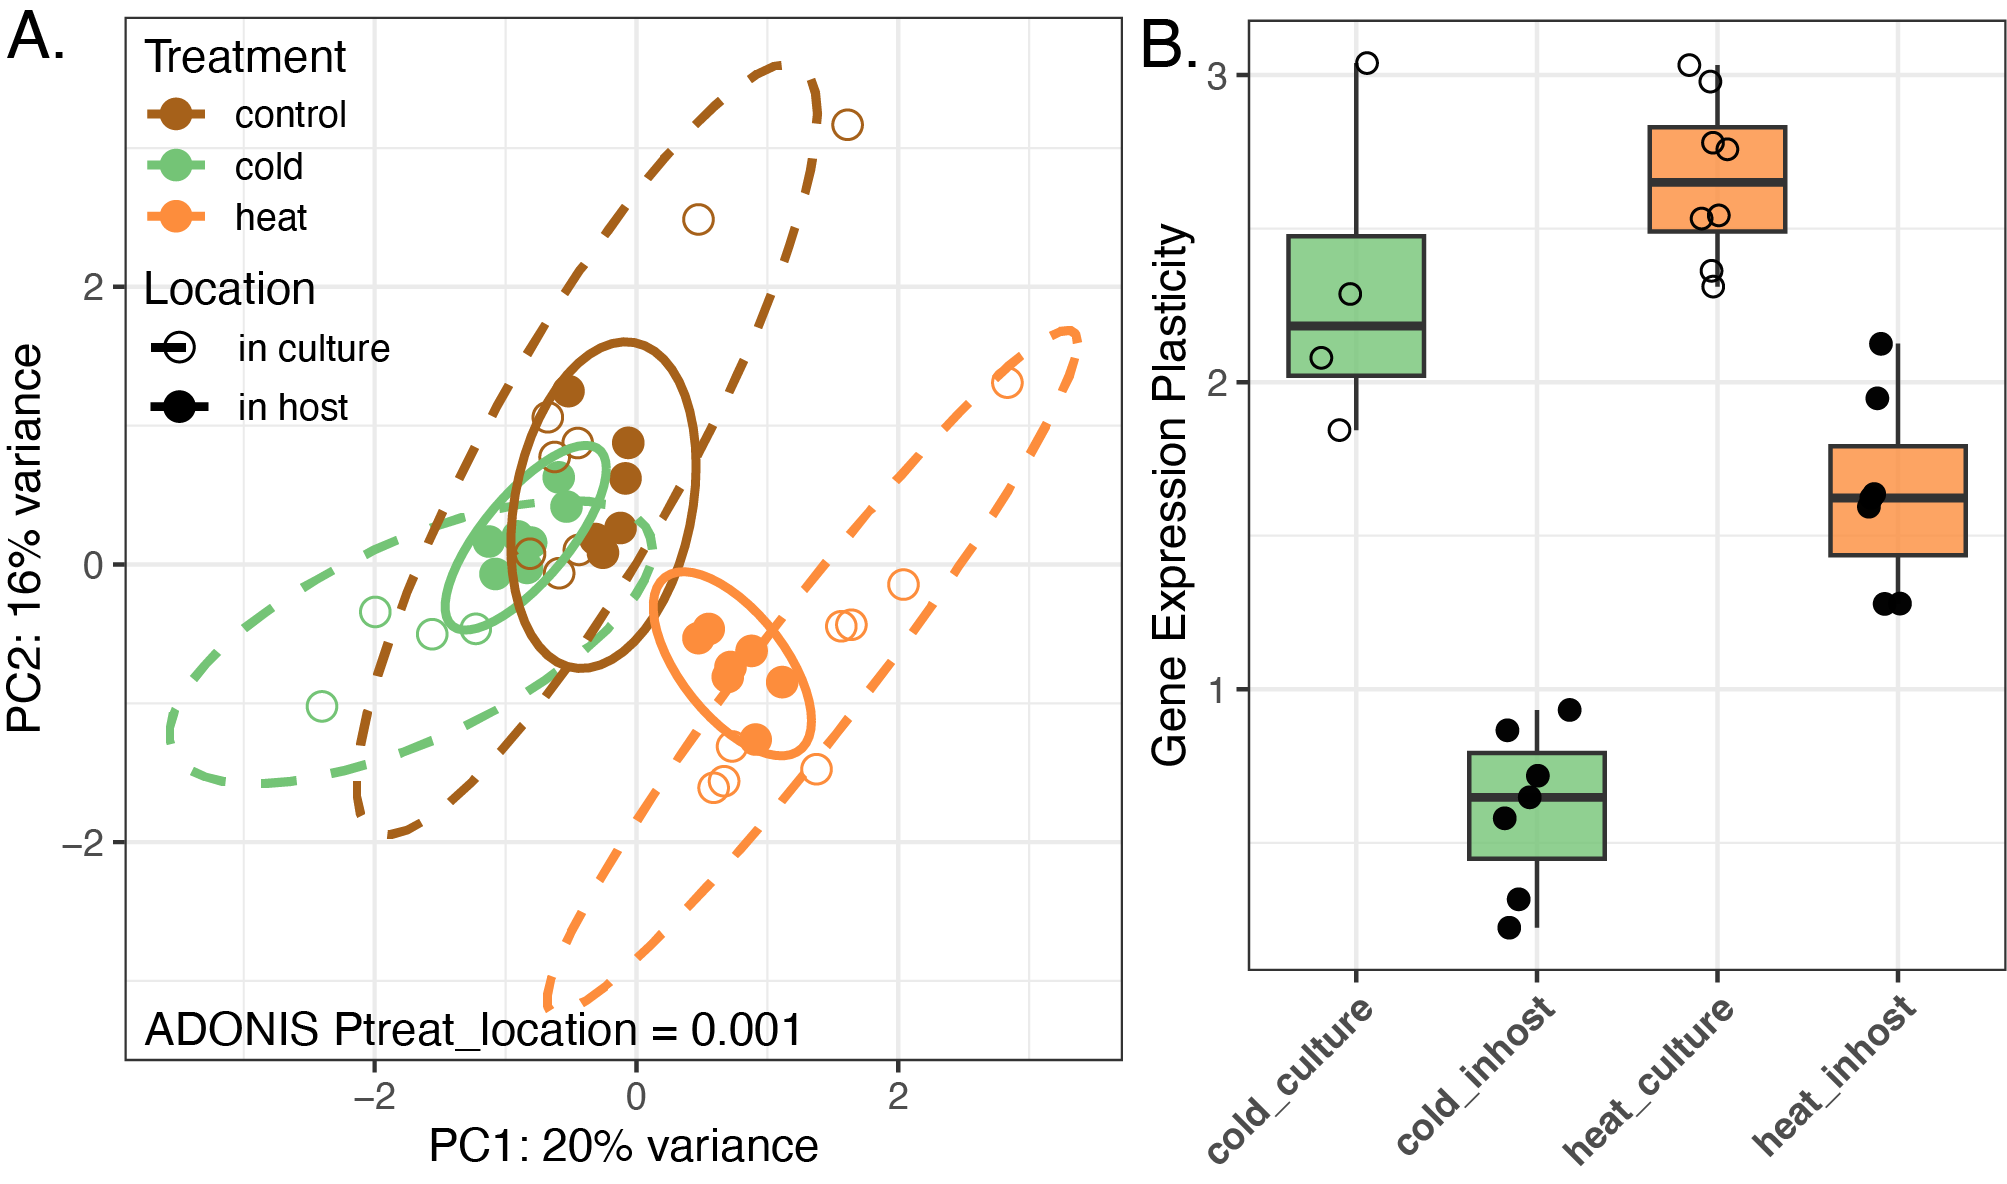 A.
Treatment
control
cold
heat
Location
in culture
in host
2
0
−2
PC2: 16% variance
ADONIS Ptreat_location = 0.001
−2 0 2
PC1: 20% variance
B.
3
2
1
Gene Expression Plasticity
cold_culture
cold_inhost
heat_culture
heat_inhost